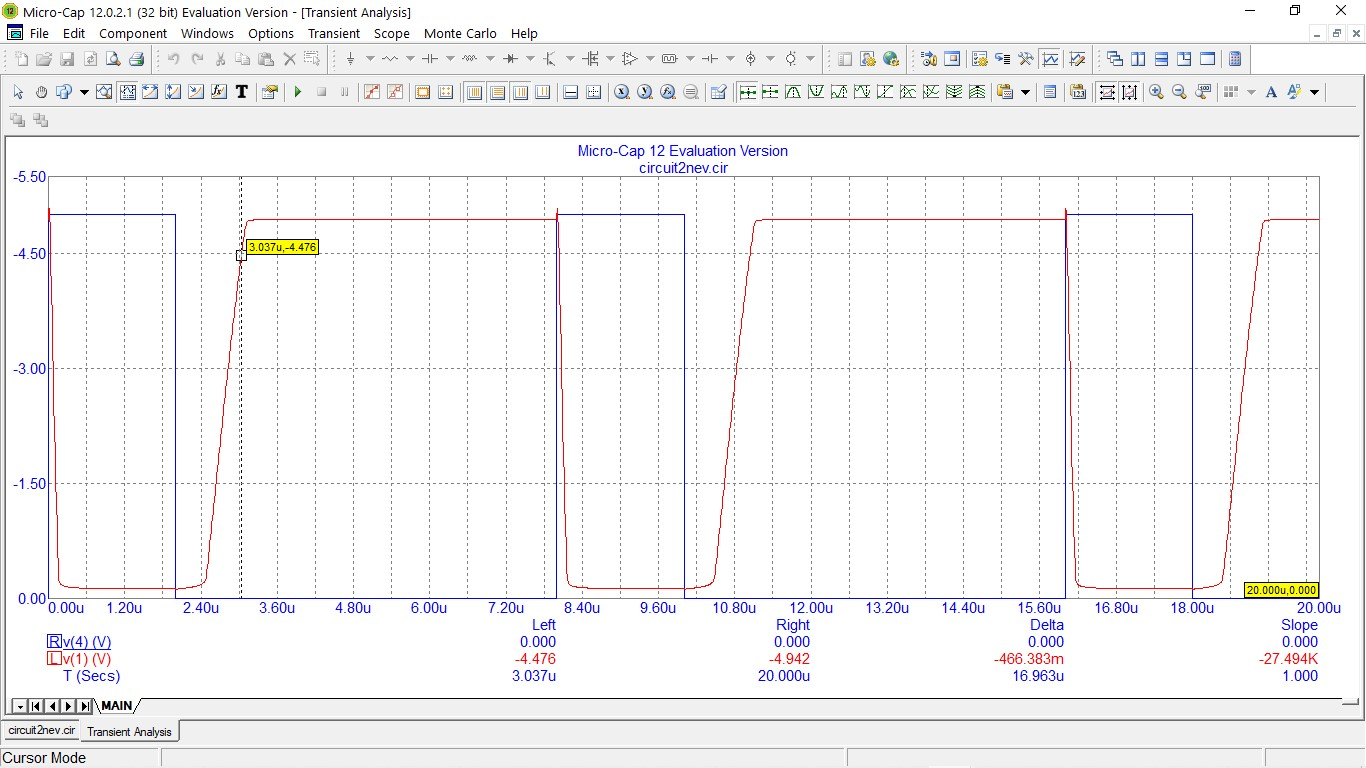 Micro-Cap 12.0.2.1 (32 bit) Evaluation Version - [Transient Analysis]
File Edit Component Windows Options Transient Scope Monte Carlo Help
Micro-Cap 12 Evaluation Version
circuit2nev.cir
-5.50
3.037u,-4.476
-4.50
-3.00
-1.50
20.000u,0.000
0.00
0.00u 1.20u 2.40u 3.60u 4.80u 6.00u 7.20u 8.40u 9.60u 10.80u 12.00u 13.20u 14.40u 15.60u 16.80u 18.00u 20.00u
Left Right Delta Slope
R v(4) (V) 0.000 0.000 0.000 0.000
L v(1) (V) -4.476 -4.942 -466.383m -27.494K
T (Secs) 3.037u 20.000u 16.963u 1.000
MAIN
circuit2nev.cir Transient Analysis
Cursor Mode